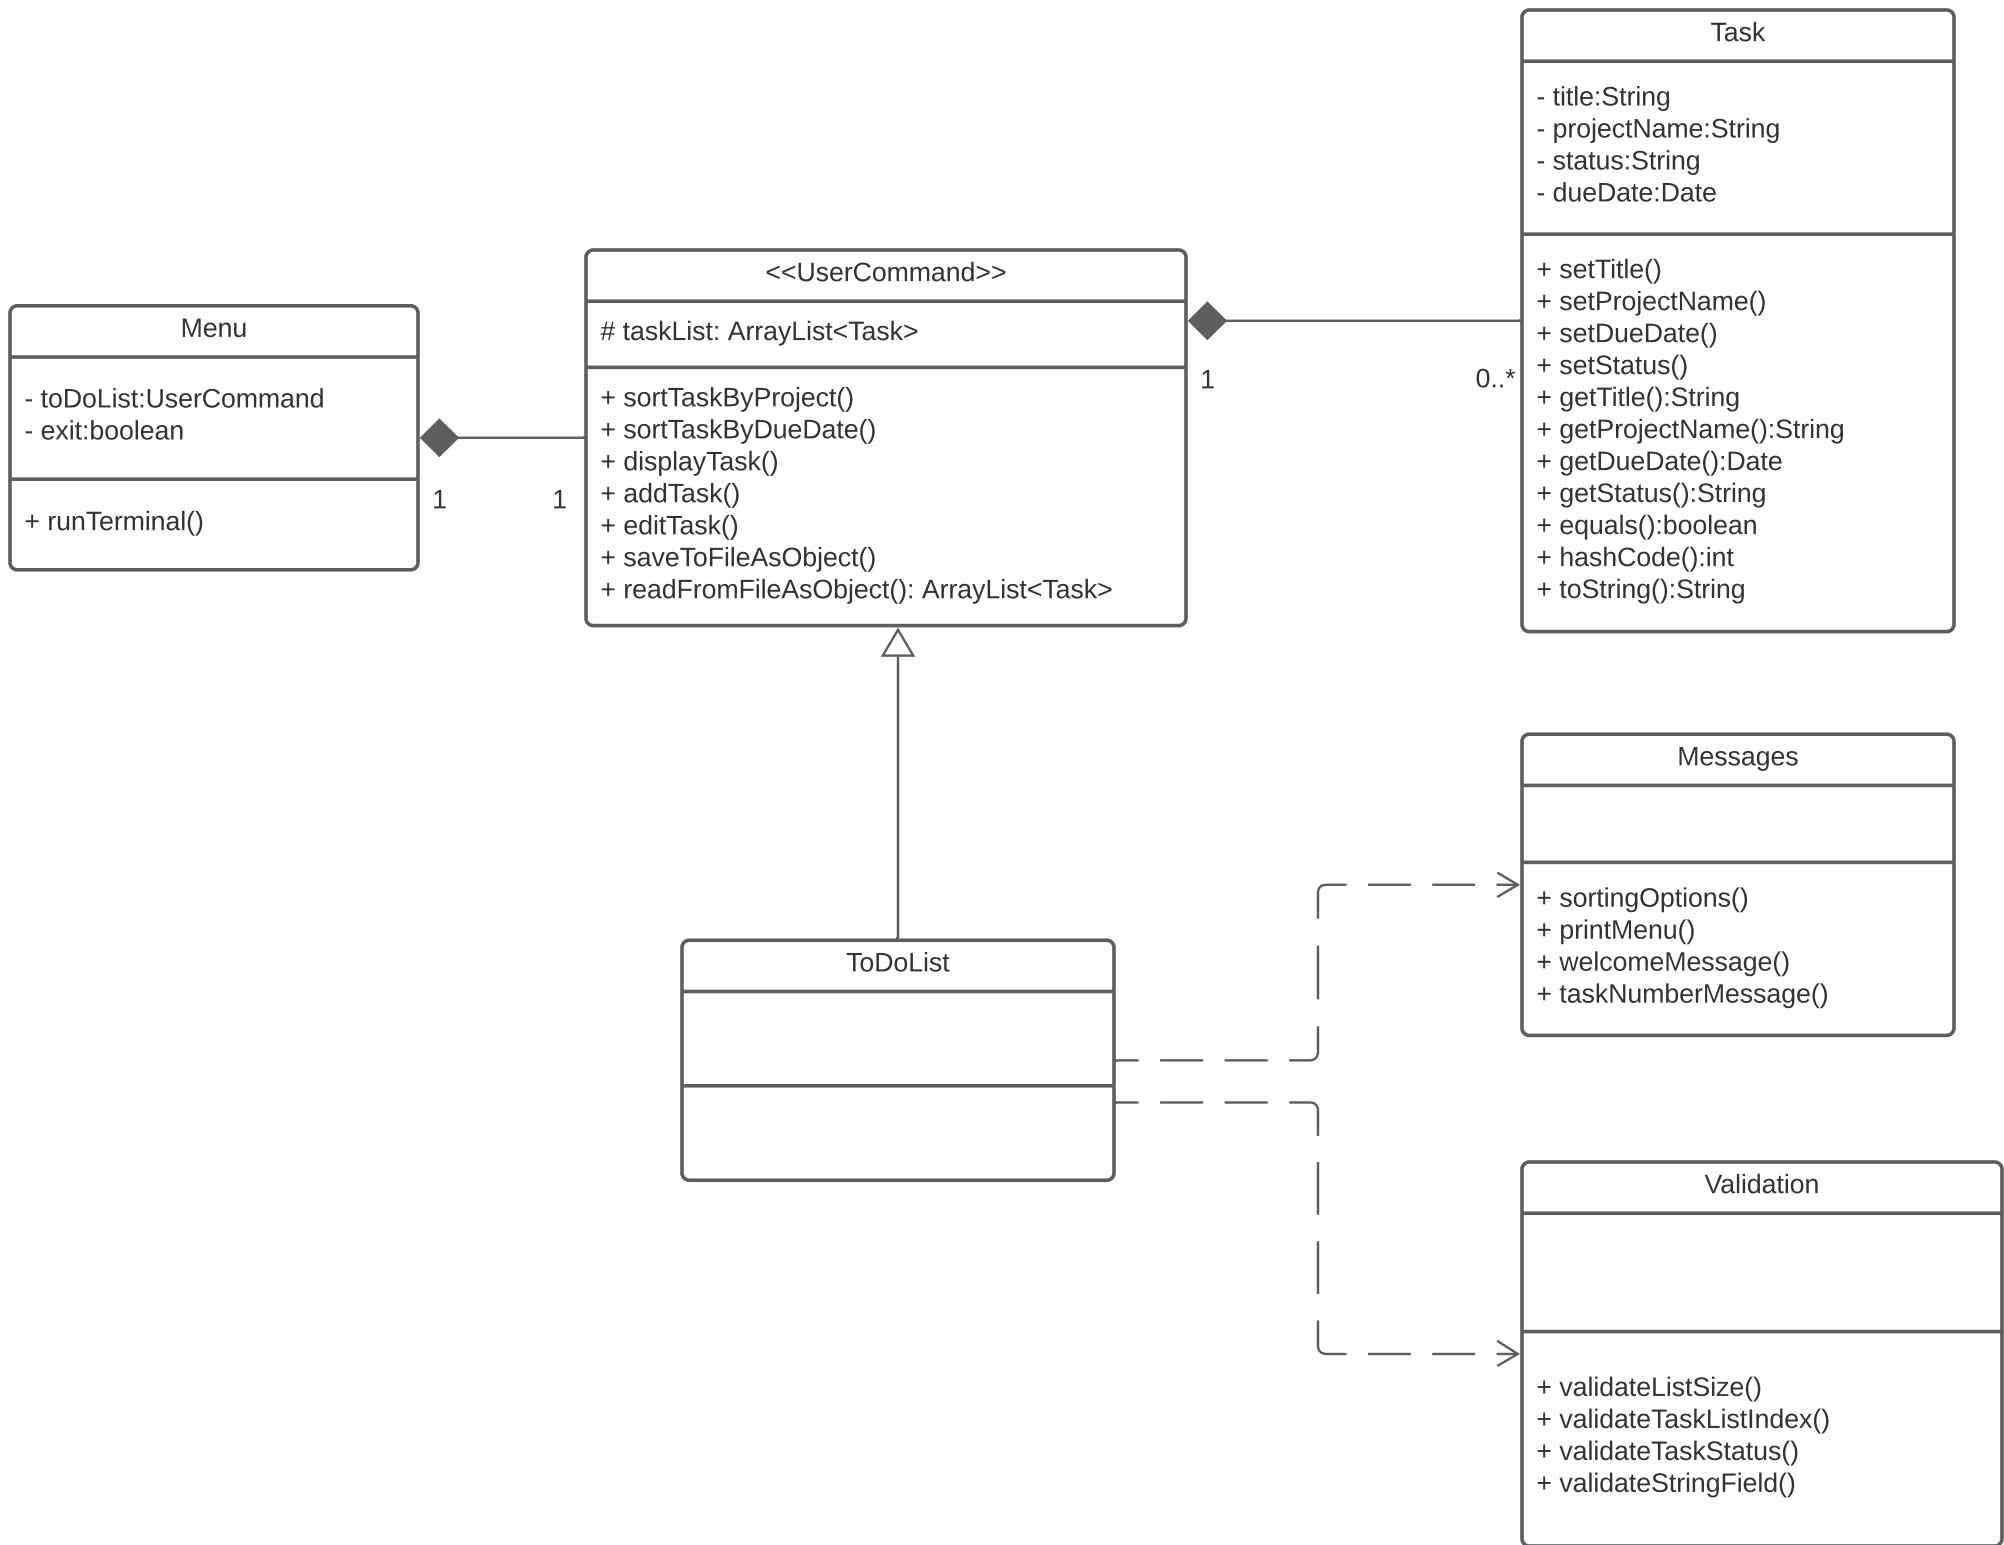 Menu
- toDoList:UserCommand
- exit:boolean
+ runTerminal()
1
1
<<UserCommand>>
# taskList: ArrayList<Task>
+ sortTaskByProject()
+ sortTaskByDueDate()
+ displayTask()
+ addTask()
+ editTask()
+ saveToFileAsObject()
+ readFromFileAsObject(): ArrayList<Task>
1
0..*
Task
- title:String
- projectName:String
- status:String
- dueDate:Date
+ setTitle()
+ setProjectName()
+ setDueDate()
+ setStatus()
+ getTitle():String
+ getProjectName():String
+ getDueDate():Date
+ getStatus():String
+ equals():boolean
+ hashCode():int
+ toString():String
ToDoList
Messages
+ sortingOptions()
+ printMenu()
+ welcomeMessage()
+ taskNumberMessage()
Validation
+ validateListSize()
+ validateTaskListIndex()
+ validateTaskStatus()
+ validateStringField()